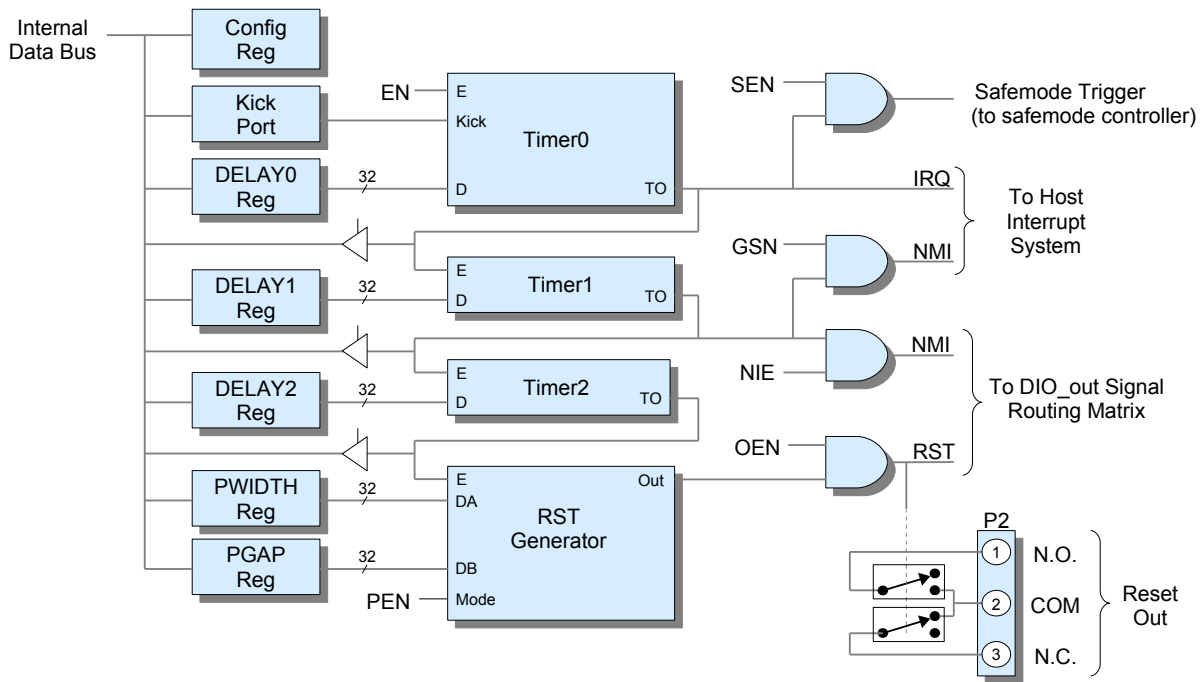 Internal
Data Bus
Config
Reg
Kick
Port
DELAY0
Reg
32
DELAY1
Reg
32
DELAY2
Reg
32
PWIDTH
Reg
32
PGAP
Reg
32
EN
E
Kick
Timer0
D
TO
E
Timer1
D
TO
E
Timer2
D
TO
E
Out
DA
RST
Generator
DB
PEN
Mode
SEN
Safemode Trigger
(to safemode controller)
IRQ
GSN
NMI
To Host
Interrupt
System
NMI
NIE
To DIO_out Signal
Routing Matrix
OEN
RST
P2
1
N.O.
2
COM
3
N.C.
Reset
Out